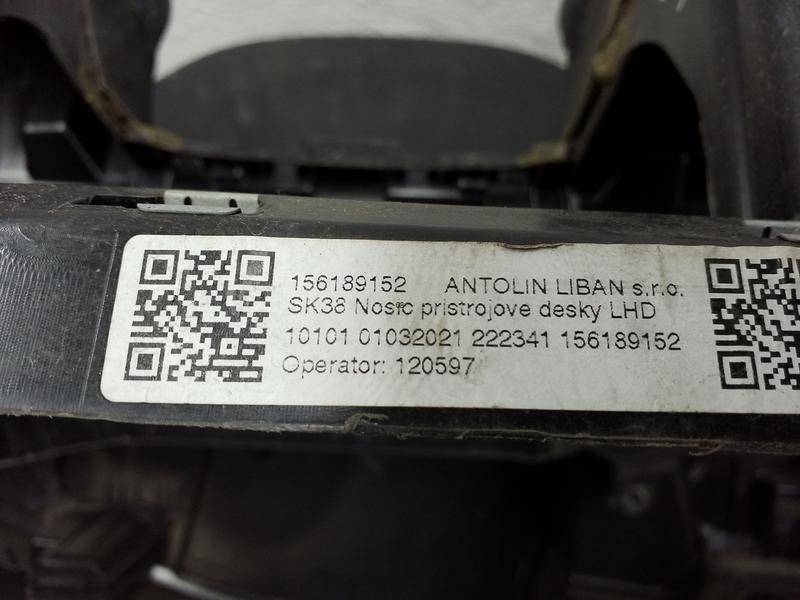 156189152 ANTOLIN LIBAN s.r.o.
SK38 Nosic pristrojove desky LHD
10101 01032021 222341 156189152
Operator: 120597